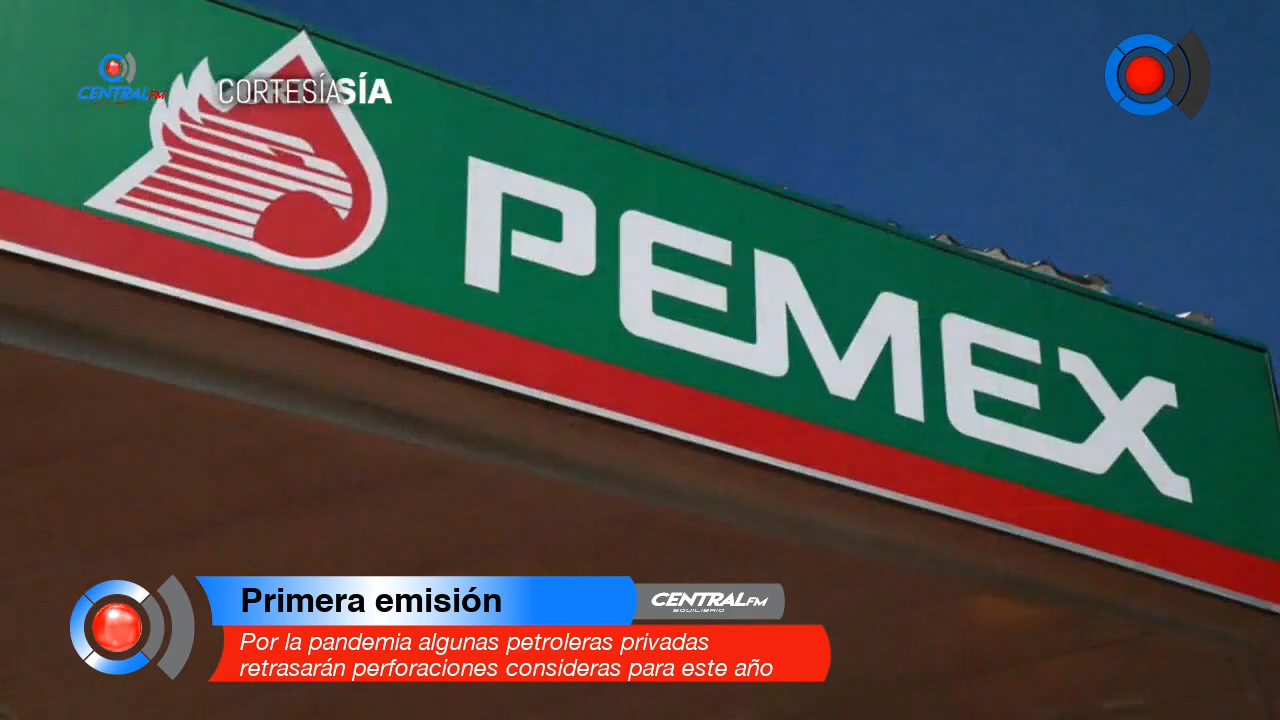 CENTRAL FM
CORTESÍA SÍA
PEMEX
Primera emisión
CENTRAL FM
EQUILIBRIO
Por la pandemia algunas petroleras privadas
retrasarán perforaciones consideras para este año